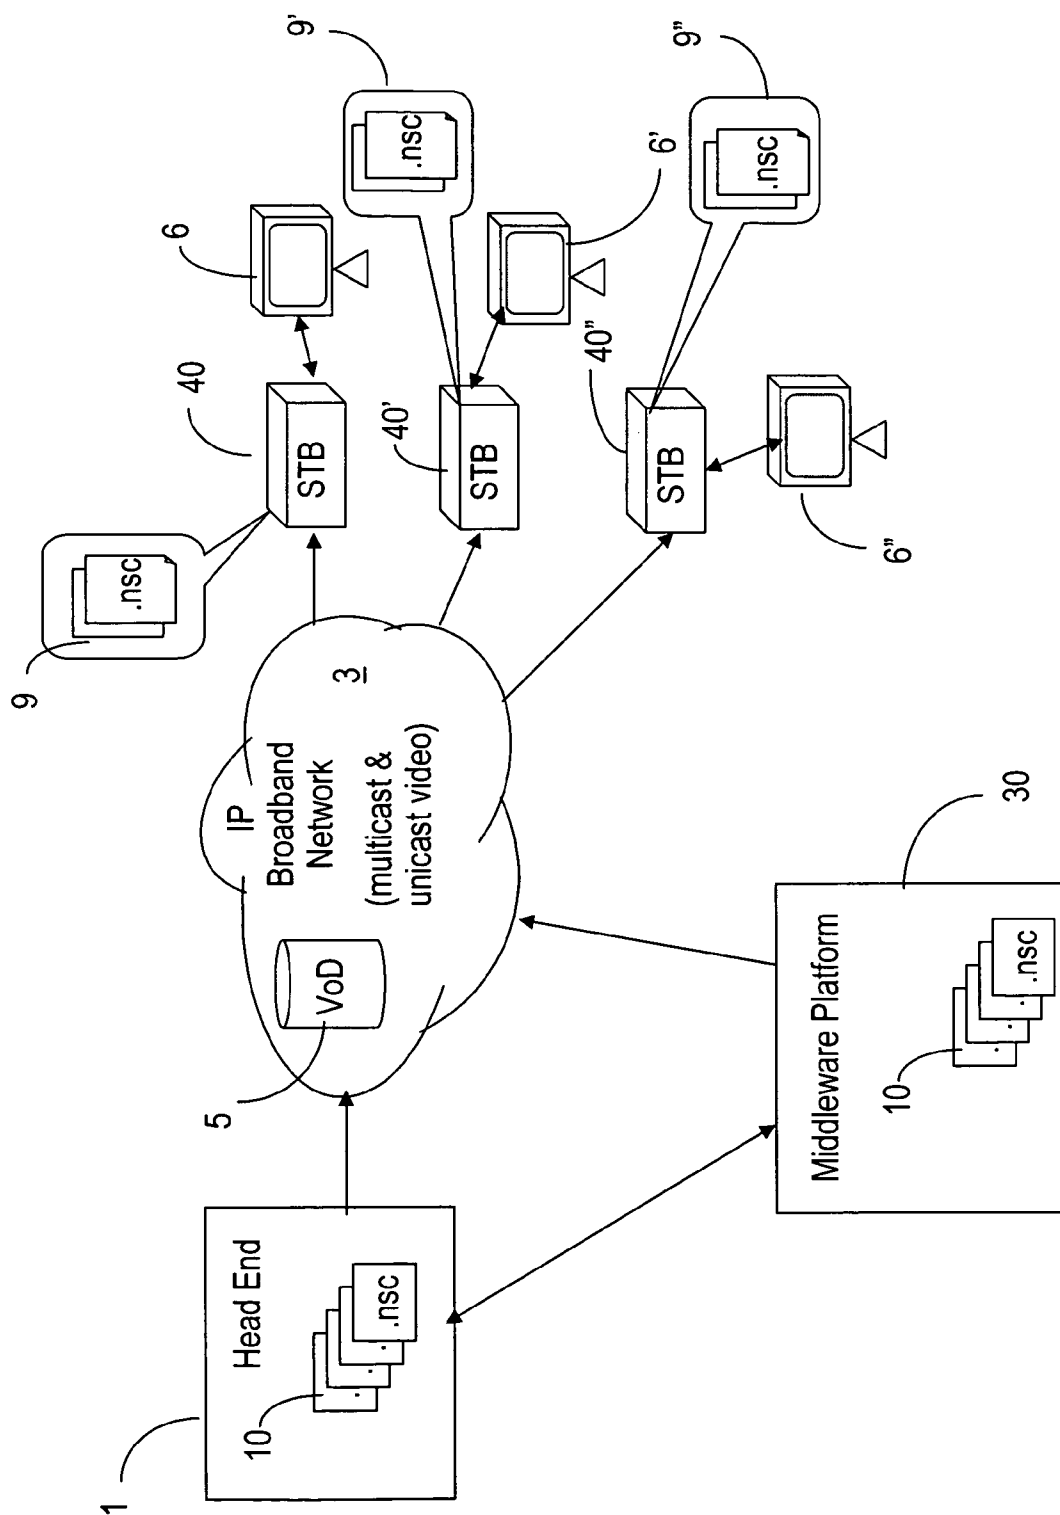 1
Head End
10
.nsc
5
VoD
IP
Broadband
Network
(multicast &
unicast video)
3
Middleware Platform
10
.nsc
30
9
.nsc
40
STB
6
9'
.nsc
40'
STB
6'
9"
.nsc
40"
STB
6"